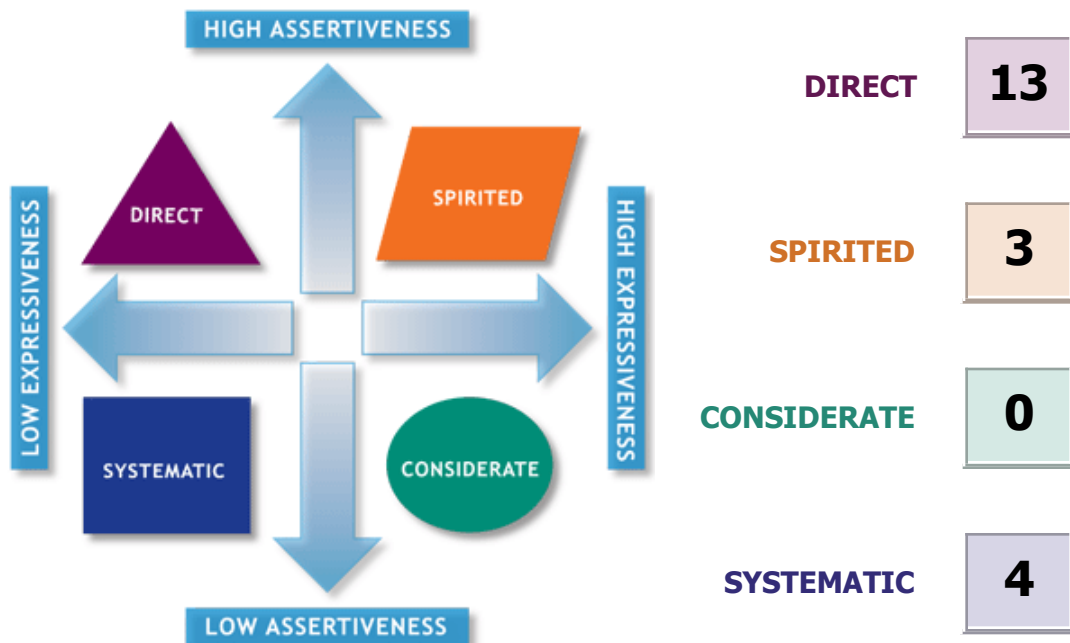 HIGH ASSERTIVENESS
DIRECT
SPIRITED
LOW EXPRESSIVENESS
HIGH EXPRESSIVENESS
SYSTEMATIC
CONSIDERATE
LOW ASSERTIVENESS
DIRECT 13
SPIRITED 3
CONSIDERATE 0
SYSTEMATIC 4